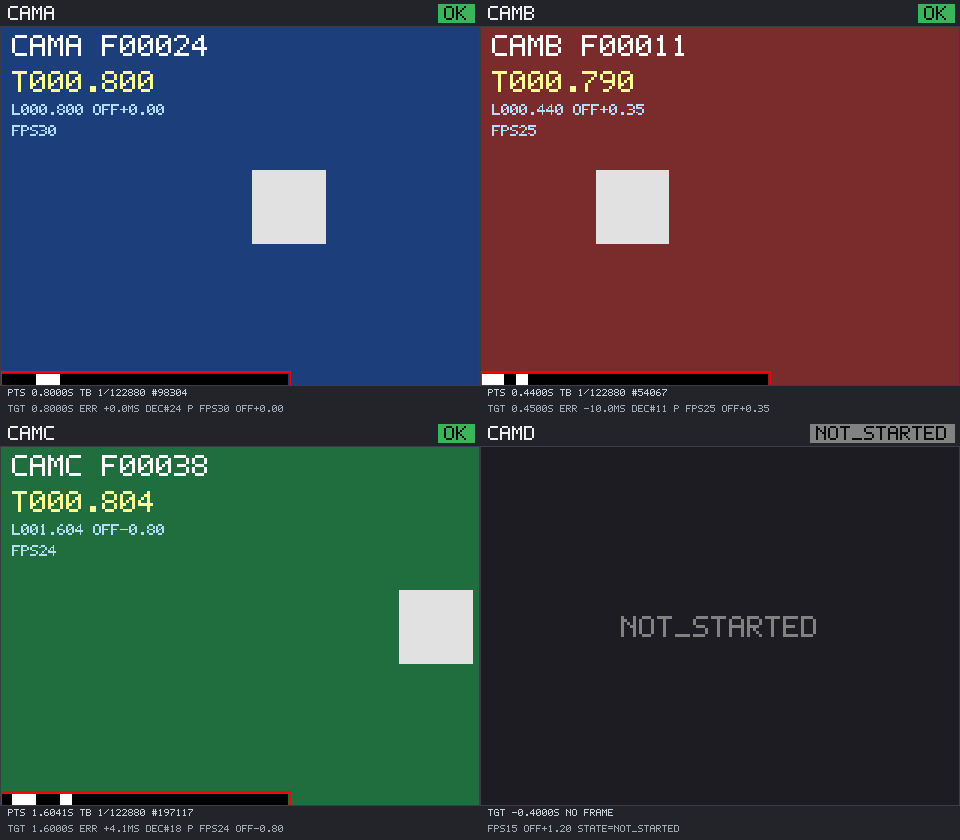 CAMA OK
CAMA F00024
T000.800
L000.800 OFF+0.00
FPS30
PTS 0.8000S TB 1/122880 #98304
TGT 0.8000S ERR +0.0MS DEC#24 P FPS30 OFF+0.00
CAMB OK
CAMB F00011
T000.790
L000.440 OFF+0.35
FPS25
PTS 0.4400S TB 1/122880 #54067
TGT 0.4500S ERR -10.0MS DEC#11 P FPS25 OFF+0.35
CAMC OK
CAMC F00038
T000.804
L001.604 OFF-0.80
FPS24
PTS 1.6041S TB 1/122880 #197117
TGT 1.6000S ERR +4.1MS DEC#18 P FPS24 OFF-0.80
CAMD NOT_STARTED
NOT_STARTED
TGT -0.4000S NO FRAME
FPS15 OFF+1.20 STATE=NOT_STARTED